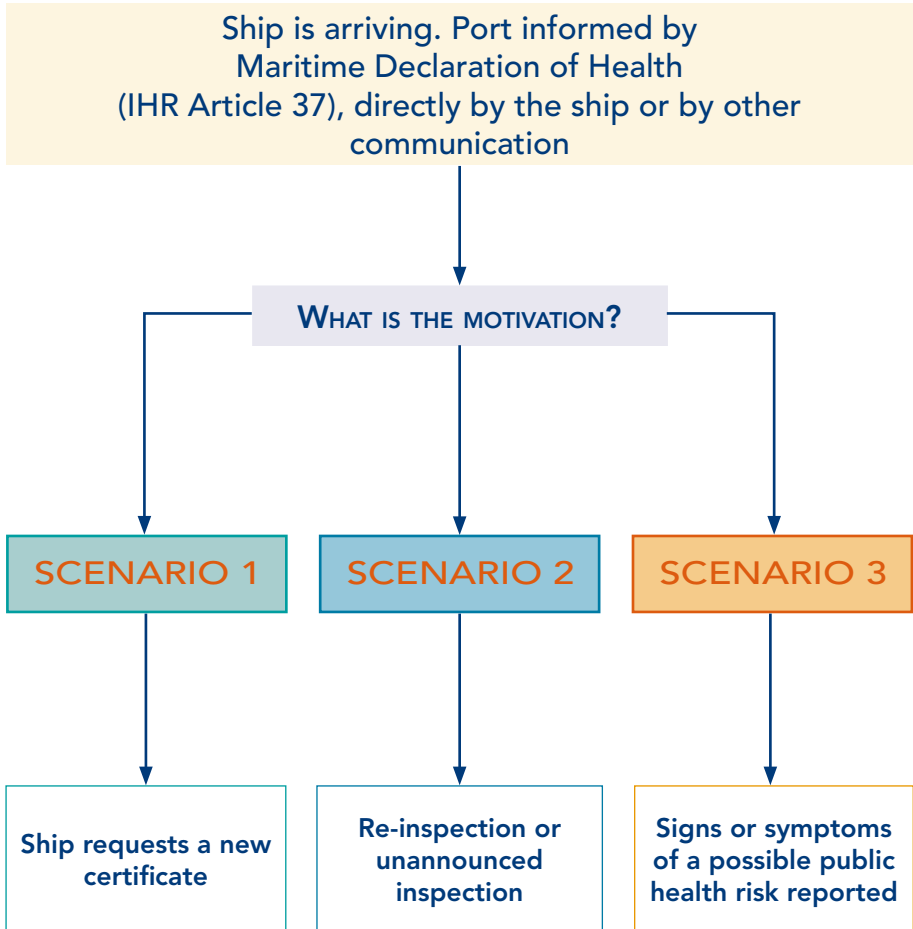 Ship is arriving. Port informed by
Maritime Declaration of Health
(IHR Article 37), directly by the ship or by other
communication
WHAT IS THE MOTIVATION?
SCENARIO 1
SCENARIO 2
SCENARIO 3
Ship requests a new
certificate
Re-inspection or
unannounced
inspection
Signs or symptoms
of a possible public
health risk reported